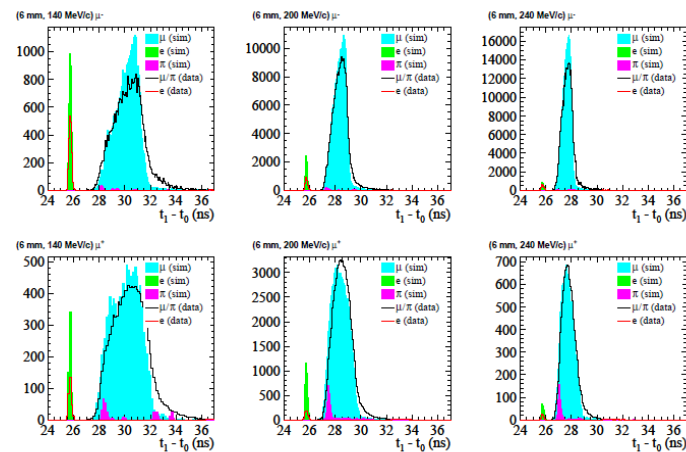 (6 mm, 140 MeV/c) μ⁻
(6 mm, 200 MeV/c) μ⁻
(6 mm, 240 MeV/c) μ⁻
1000
800
600
400
200
0
μ (sim)
e (sim)
π (sim)
μ/π (data)
e (data)
24 26 28 30 32 34 36
t₁ - t₀ (ns)
10000
8000
6000
4000
2000
0
μ (sim)
e (sim)
π (sim)
μ/π (data)
e (data)
24 26 28 30 32 34 36
t₁ - t₀ (ns)
16000
14000
12000
10000
8000
6000
4000
2000
0
μ (sim)
e (sim)
π (sim)
μ/π (data)
e (data)
24 26 28 30 32 34 36
t₁ - t₀ (ns)
(6 mm, 140 MeV/c) μ⁺
(6 mm, 200 MeV/c) μ⁺
(6 mm, 240 MeV/c) μ⁺
500
400
300
200
100
0
μ (sim)
e (sim)
π (sim)
μ/π (data)
e (data)
24 26 28 30 32 34 36
t₁ - t₀ (ns)
3000
2500
2000
1500
1000
500
0
μ (sim)
e (sim)
π (sim)
μ/π (data)
e (data)
24 26 28 30 32 34 36
t₁ - t₀ (ns)
700
600
500
400
300
200
100
0
μ (sim)
e (sim)
π (sim)
μ/π (data)
e (data)
24 26 28 30 32 34 36
t₁ - t₀ (ns)